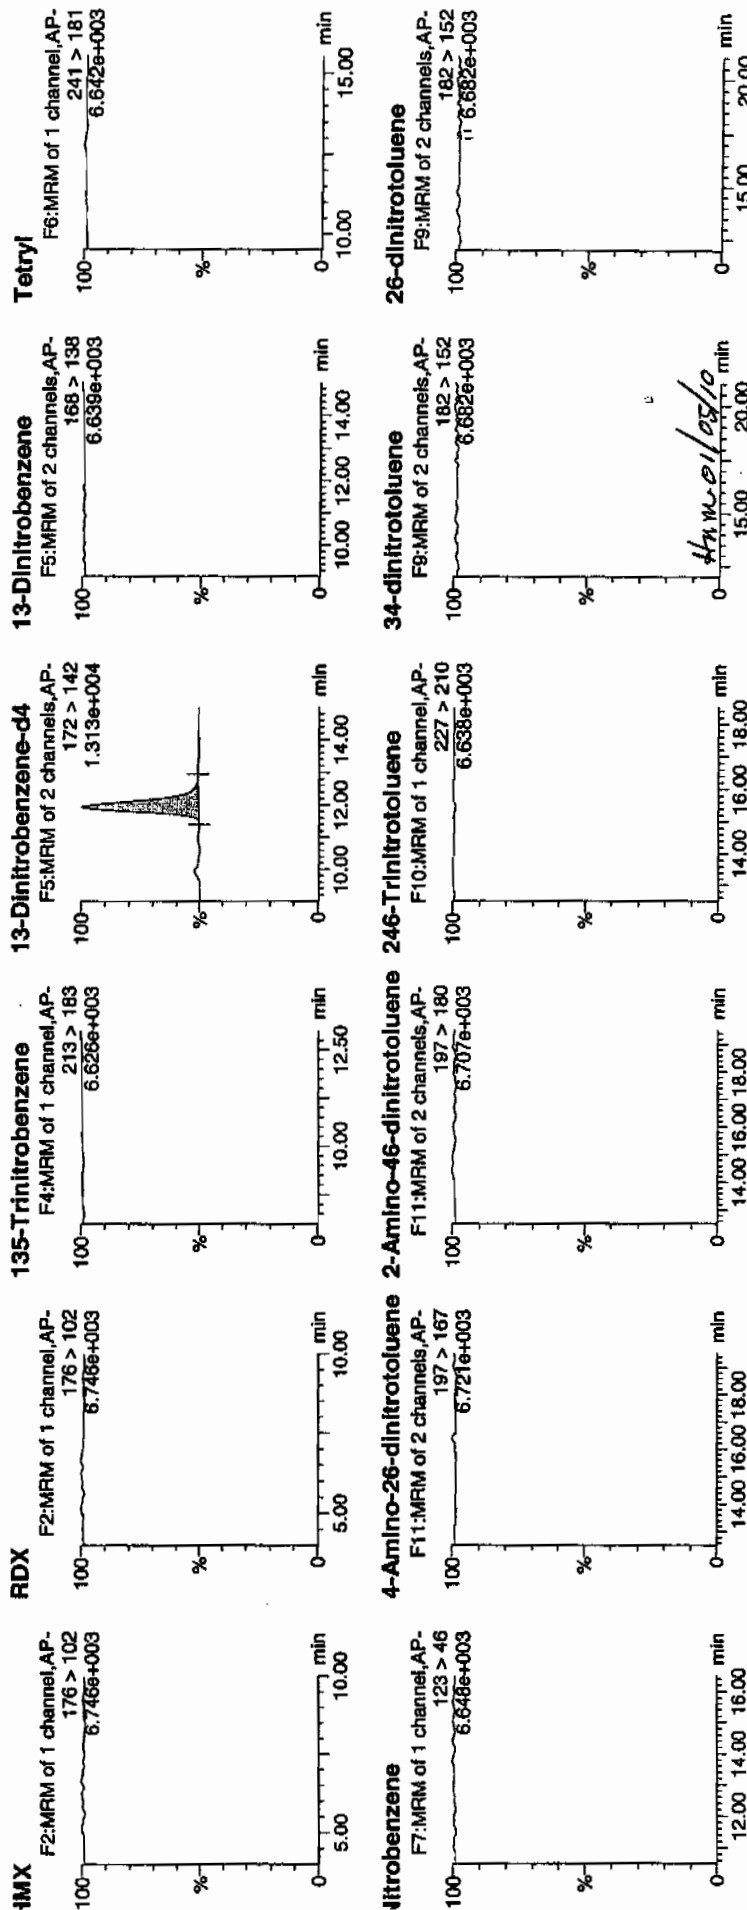 HMX
F2:MRM of 1 channel,AP-
176 > 102
6.746e+003
100
%
0
5.00 10.00 min
RDX
F2:MRM of 1 channel,AP-
176 > 102
6.746e+003
100
%
0
5.00 10.00 min
135-Trinitrobenzene
F4:MRM of 1 channel,AP-
213 > 183
6.626e+003
100
%
0
10.00 12.50 min
13-Dinitrobenzene-d4
F5:MRM of 2 channels,AP-
172 > 142
1.313e+004
100
%
0
10.00 12.00 14.00 min
13-Dinitrobenzene
F5:MRM of 2 channels,AP-
168 > 138
6.639e+003
100
%
0
10.00 12.00 14.00 min
Tetryl
F6:MRM of 1 channel,AP-
241 > 181
6.642e+003
100
%
0
10.00 15.00 min
Nitrobenzene
F7:MRM of 1 channel,AP-
123 > 46
6.648e+003
100
%
0
12.00 14.00 16.00 min
4-Amino-26-dinitrotoluene
F11:MRM of 2 channels,AP-
197 > 167
6.721e+003
100
%
0
14.00 16.00 18.00 min
2-Amino-46-dinitrotoluene
F11:MRM of 2 channels,AP-
197 > 180
6.707e+003
100
%
0
14.00 16.00 18.00 min
246-Trinitrotoluene
F10:MRM of 1 channel,AP-
227 > 210
6.638e+003
100
%
0
14.00 16.00 18.00 min
34-dinitrotoluene
F9:MRM of 2 channels,AP-
182 > 152
6.682e+003
100
%
0
15.00 20.00 min
01/05/10
26-dinitrotoluene
F9:MRM of 2 channels,AP-
182 > 152
6.682e+003
100
%
0
15.00 20.00 min